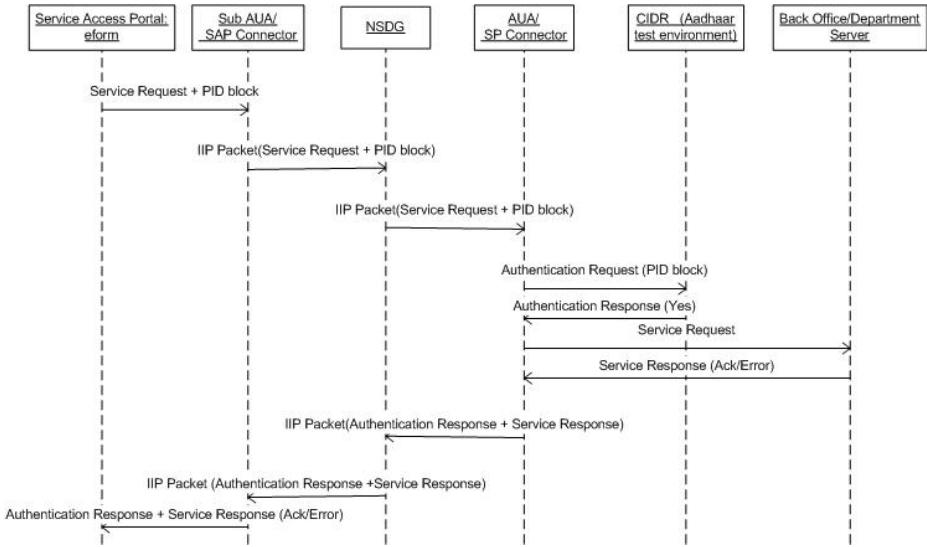 Service Access Portal:
eform
Sub AUA/
SAP Connector
NSDG
AUA/
SP Connector
CIDR (Aadhaar
test environment)
Back Office/Department
Server
Service Request + PID block
IIP Packet(Service Request + PID block)
IIP Packet(Service Request + PID block)
Authentication Request (PID block)
Authentication Response (Yes)
Service Request
Service Response (Ack/Error)
IIP Packet(Authentication Response + Service Response)
IIP Packet (Authentication Response +Service Response)
Authentication Response + Service Response (Ack/Error)